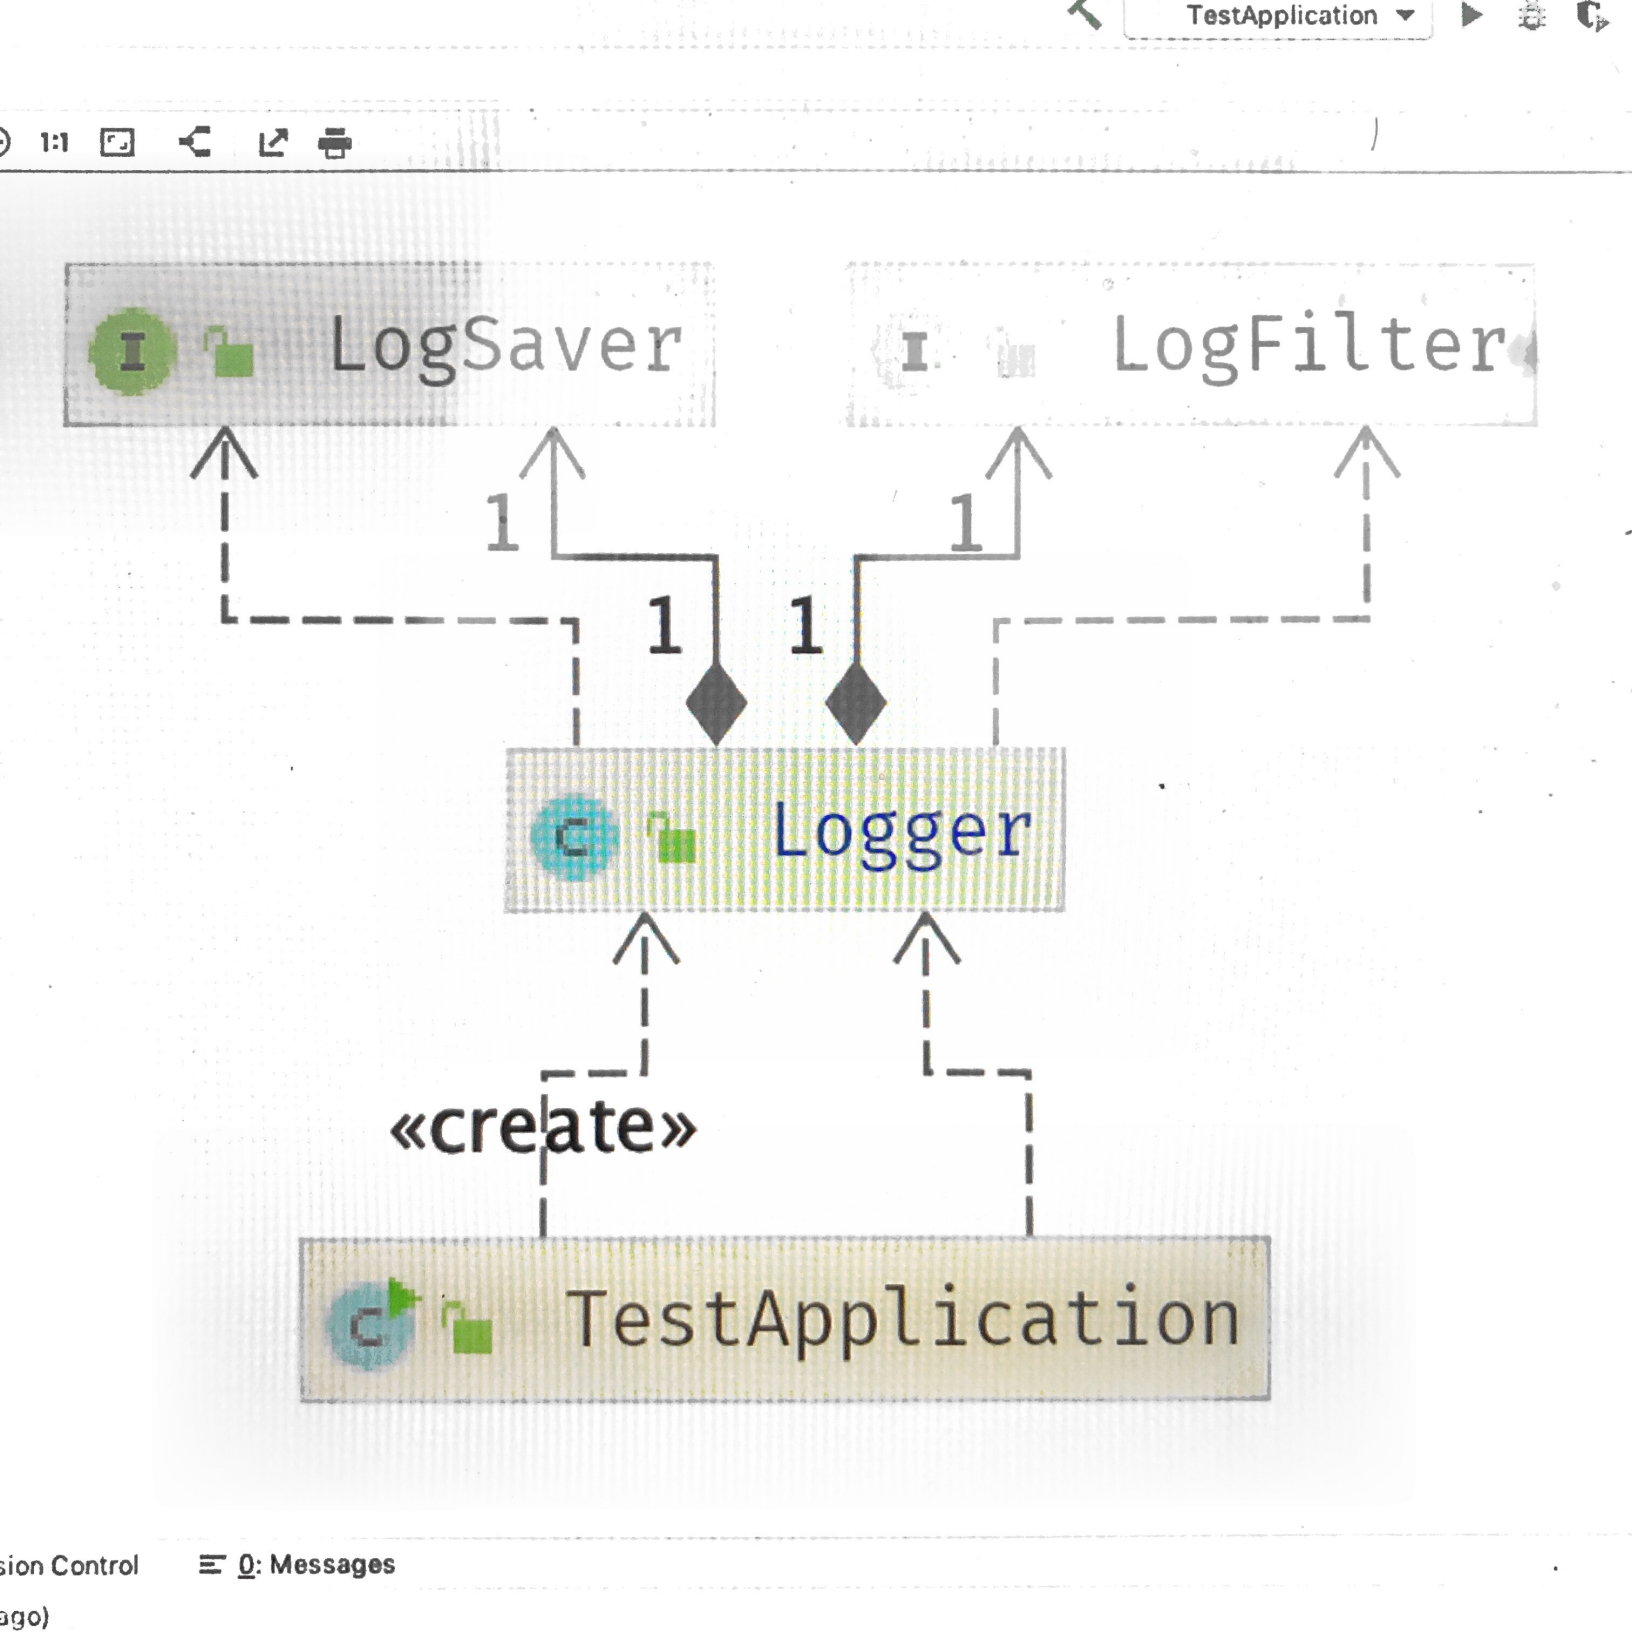 TestApplication
1:1
I LogSaver
I LogFilter
1
1
1
1
C Logger
«create»
C TestApplication
sion Control
0: Messages
ago)